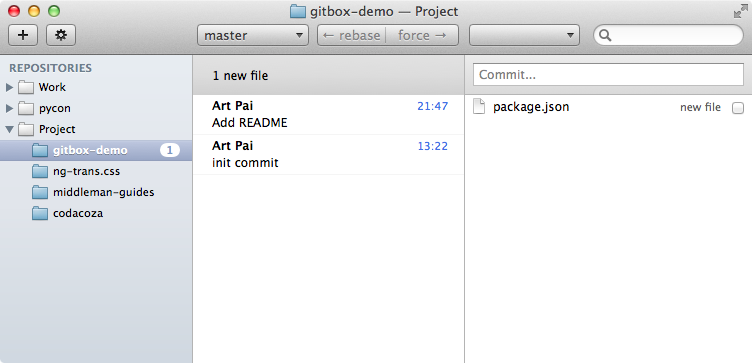 gitbox-demo — Project
master
← rebase
force →
REPOSITORIES
Work
pycon
Project
gitbox-demo
1
ng-trans.css
middleman-guides
codacoza
1 new file
Art Pai
21:47
Add README
Art Pai
13:22
init commit
Commit...
package.json
new file